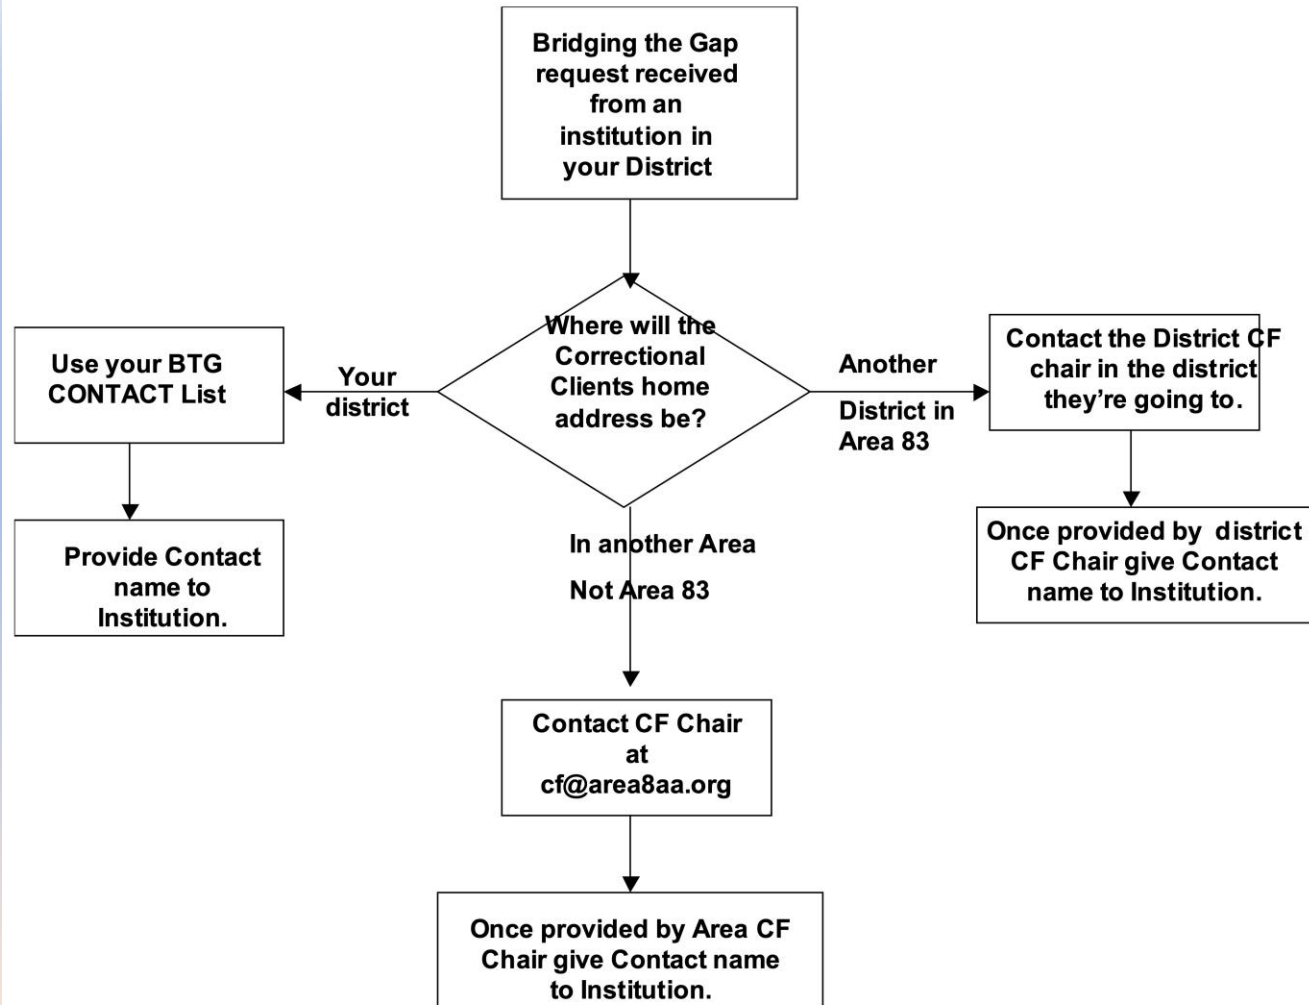 Bridging the Gap
request received
from an
institution in
your District
Where will the
Correctional
Clients home
address be?
Your
district
Use your BTG
CONTACT List
Provide Contact
name to
Institution.
Another
District in
Area 83
Contact the District CF
chair in the district
they’re going to.
Once provided by district
CF Chair give Contact
name to Institution.
In another Area
Not Area 83
Contact CF Chair
at
cf@area8aa.org
Once provided by Area CF
Chair give Contact name
to Institution.